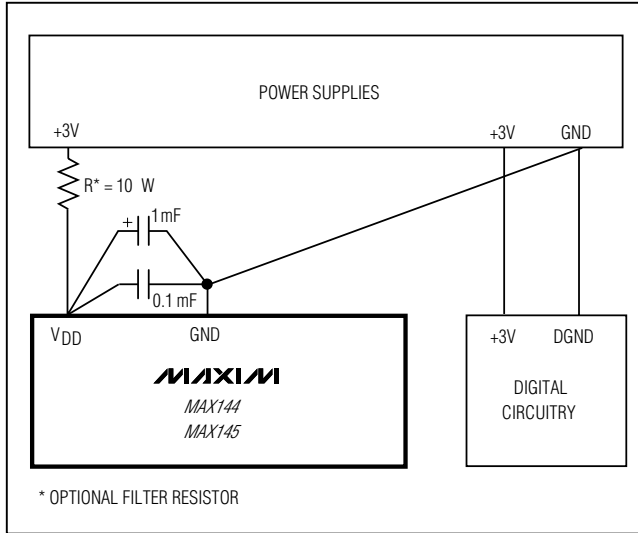 POWER SUPPLIES
+3V
+3V
GND
R* = 10 W
+
1mF
0.1 mF
VDD
GND
MAXIM
MAX144
MAX145
+3V
DGND
DIGITAL
CIRCUITRY
* OPTIONAL FILTER RESISTOR